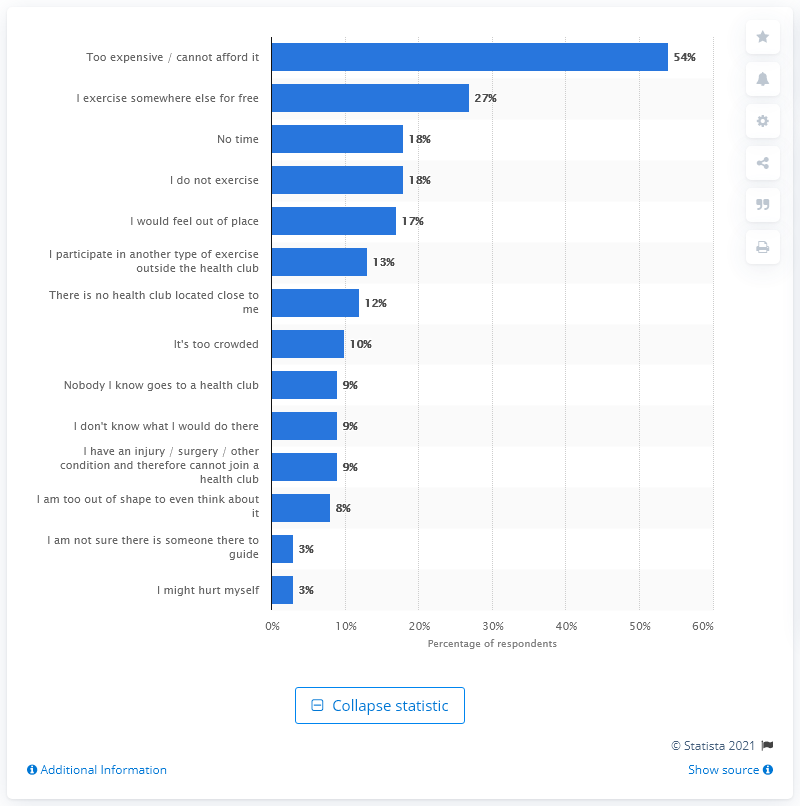 Too expensive / cannot afford it
54%
I exercise somewhere else for free
27%
No time
18%
I do not exercise
18%
I would feel out of place
17%
I participate in another type of exercise
outside the health club
13%
There is no health club located close to
me
12%
It's too crowded
10%
Nobody I know goes to a health club
9%
I don't know what I would do there
9%
I have an injury / surgery / other
condition and therefore cannot join a
health club
9%
I am too out of shape to even think about
it
8%
I am not sure there is someone there to
guide
3%
I might hurt myself
3%
0% 10% 20% 30% 40% 50% 60%
Percentage of respondents
Collapse statistic
© Statista 2021
Additional Information
Show source